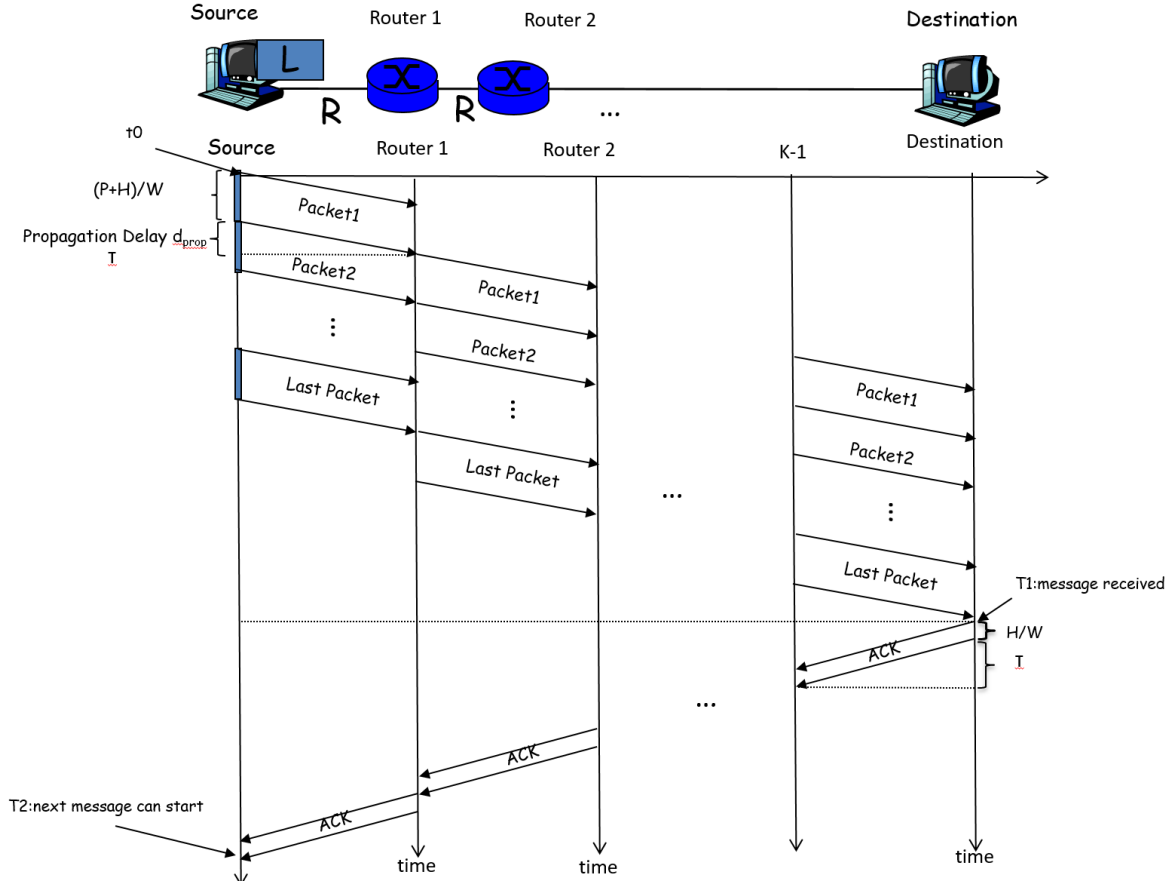 Source
Router 1
Router 2
Destination
L
R
R
...
t0
Source
Router 1
Router 2
K-1
Destination
(P+H)/W
Packet1
Propagation Delay dprop
T
Packet2
Packet1
...
Packet2
Last Packet
...
Packet1
Packet2
Last Packet
...
...
Last Packet
T1:message received
H/W
ACK
T
...
ACK
T2:next message can start
ACK
time
time
time